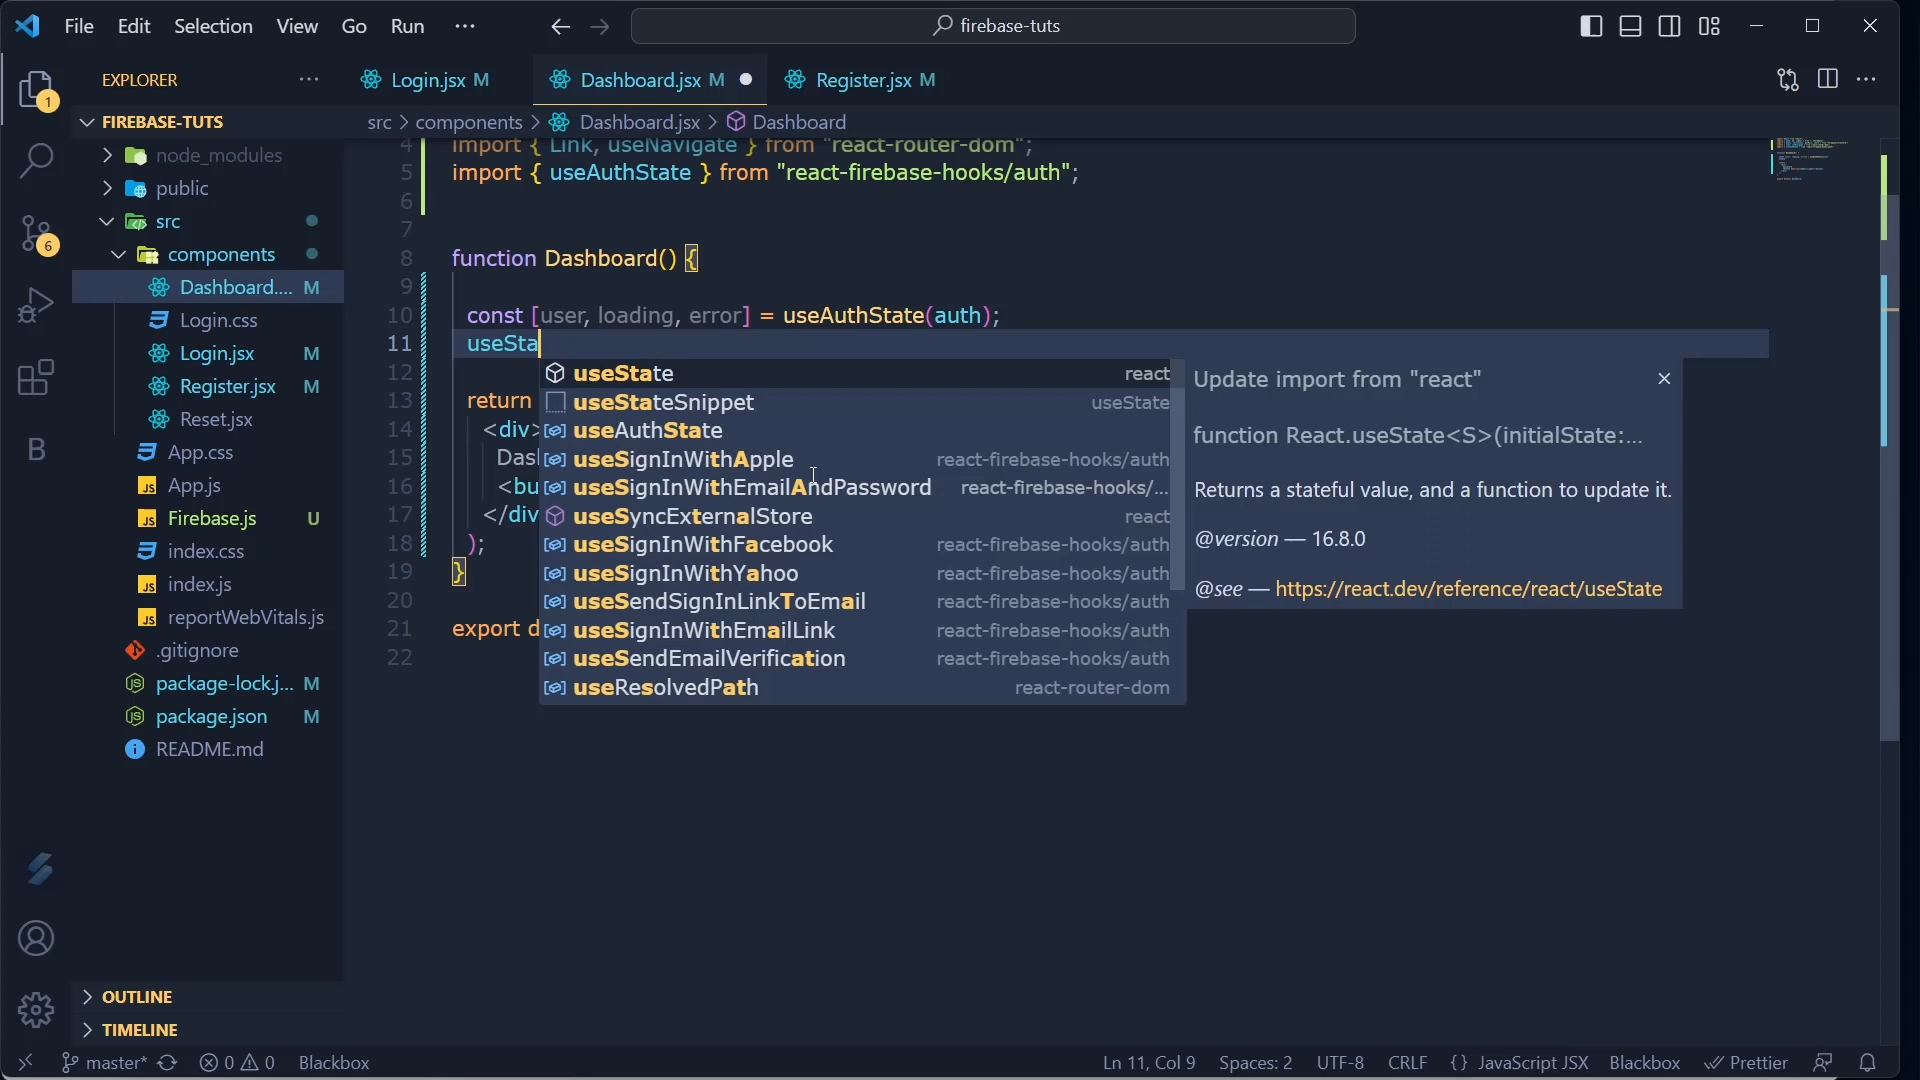 File Edit Selection View Go Run ···
firebase-tuts
EXPLORER ···
Login.jsx M
Dashboard.jsx M
Register.jsx M
src > components > Dashboard.jsx > Dashboard
FIREBASE-TUTS
node_modules
public
src
components
Dashboard.... M
Login.css
Login.jsx M
Register.jsx M
Reset.jsx
App.css
App.js
Firebase.js U
index.css
index.js
reportWebVitals.js
.gitignore
package-lock.j... M
package.json M
README.md
OUTLINE
TIMELINE
1
6
B
4 import { Link, useNavigate } from "react-router-dom";
5 import { useAuthState } from "react-firebase-hooks/auth";
6
7
8 function Dashboard() {
9
10 const [user, loading, error] = useAuthState(auth);
11 useSta
12
13 return
14 <div>
15 Das
16 <bu
17 </div
18 );
19 }
20
21 export d
22
useState react
useStateSnippet useState
useAuthState
useSignInWithApple react-firebase-hooks/auth
useSignInWithEmailAndPassword react-firebase-hooks/...
useSyncExternalStore react
useSignInWithFacebook react-firebase-hooks/auth
useSignInWithYahoo react-firebase-hooks/auth
useSendSignInLinkToEmail react-firebase-hooks/auth
useSignInWithEmailLink react-firebase-hooks/auth
useSendEmailVerification react-firebase-hooks/auth
useResolvedPath react-router-dom
Update import from "react"
function React.useState<S>(initialState:...
Returns a stateful value, and a function to update it.
@version — 16.8.0
@see — https://react.dev/reference/react/useState
master* 0 0 Blackbox
Ln 11, Col 9 Spaces: 2 UTF-8 CRLF {} JavaScript JSX Blackbox Prettier